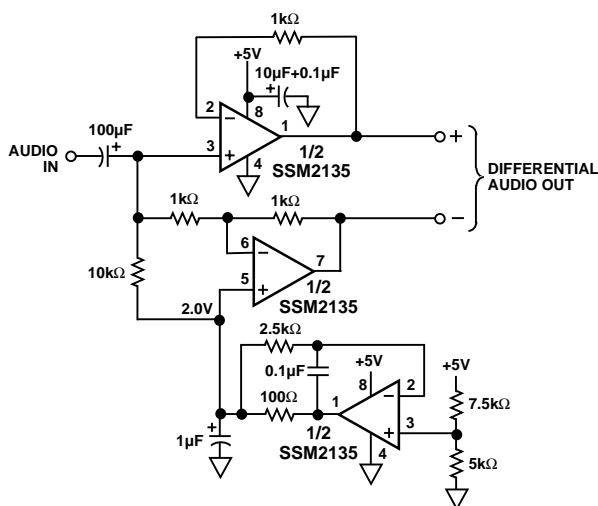 1kΩ
+5V
10μF+0.1μF
2
8
1
100μF
+
AUDIO
IN
3
4
1/2
SSM2135
+
DIFFERENTIAL
AUDIO OUT
–
1kΩ
1kΩ
6
7
5
10kΩ
2.0V
1/2
SSM2135
2.5kΩ
0.1μF
+5V
8
2
+5V
7.5kΩ
100Ω
1
3
1μF
1/2
SSM2135
4
5kΩ